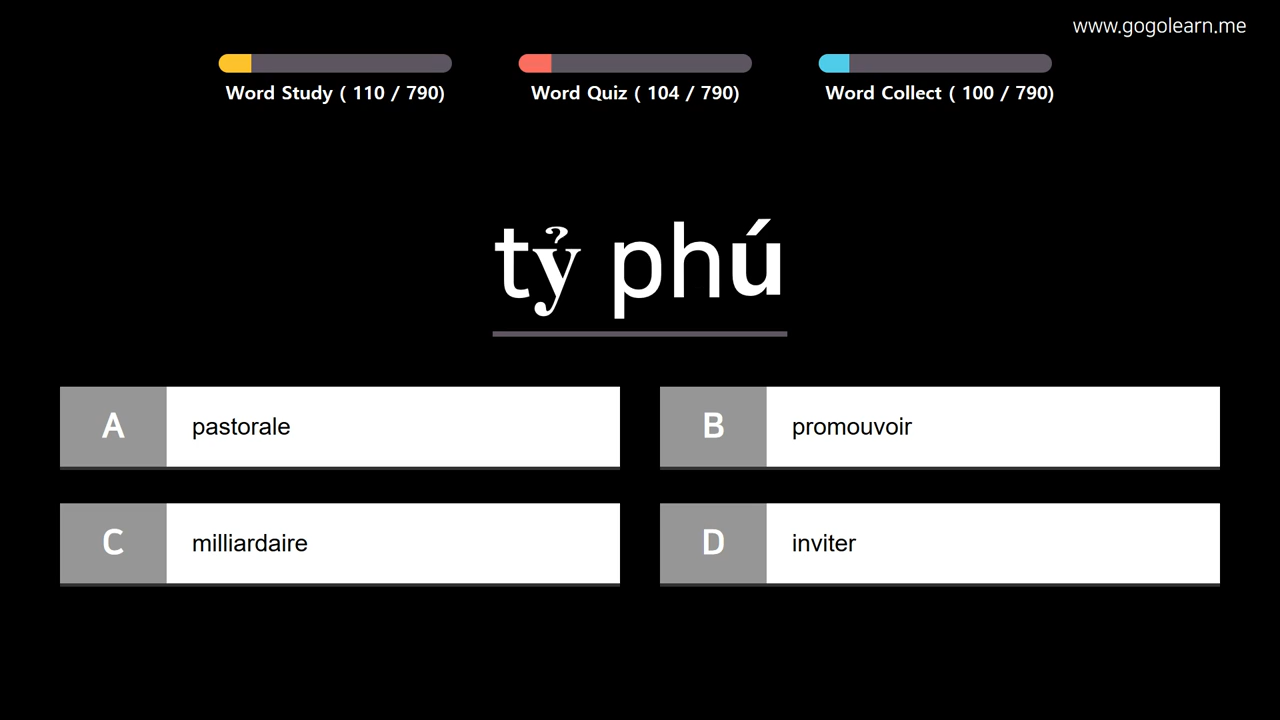 www.gogolearn.me
Word Study ( 110 / 790)
Word Quiz ( 104 / 790)
Word Collect ( 100 / 790)
tỷ phú
A pastorale
B promouvoir
C milliardaire
D inviter